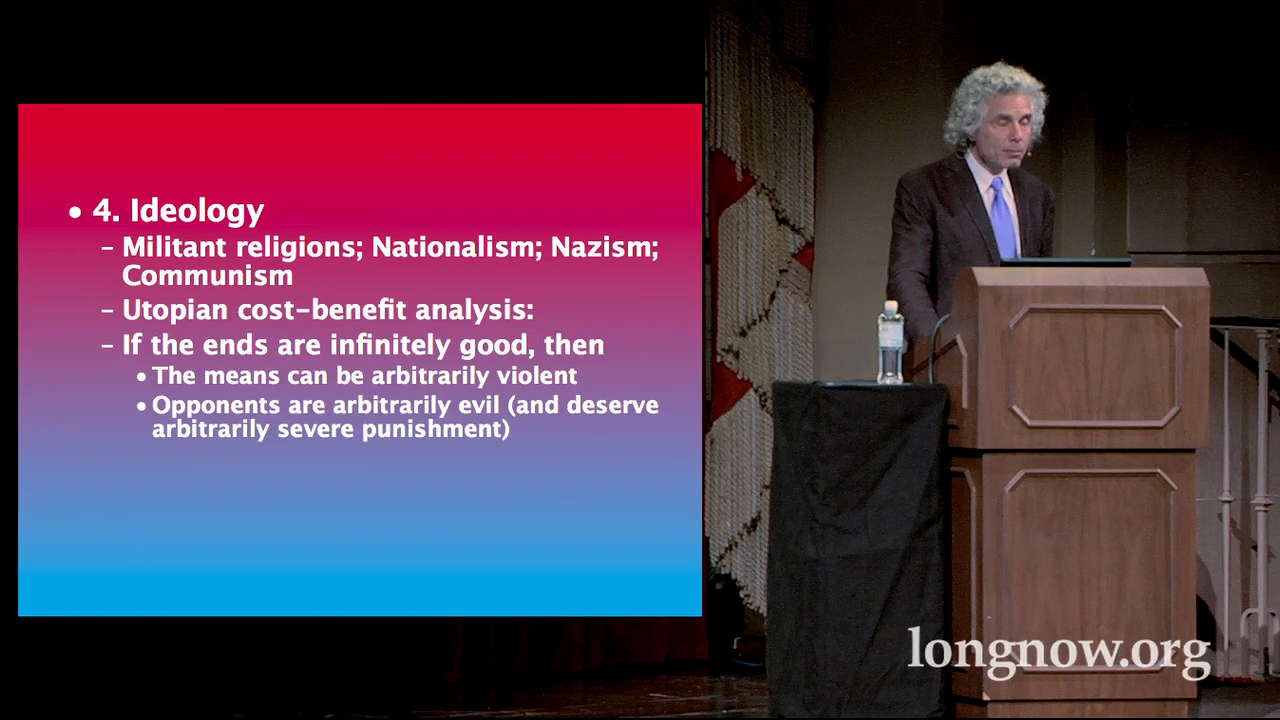 • 4. Ideology
– Militant religions; Nationalism; Nazism;
Communism
– Utopian cost–benefit analysis:
– If the ends are infinitely good, then
• The means can be arbitrarily violent
• Opponents are arbitrarily evil (and deserve
arbitrarily severe punishment)
longnow.org